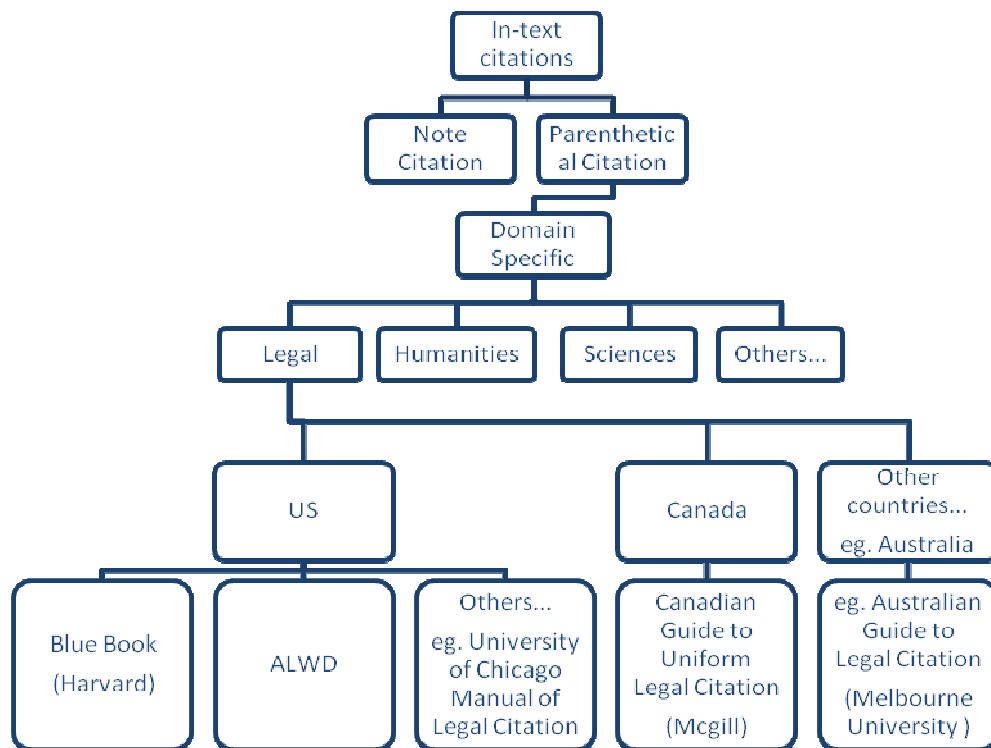 In-text
citations
Note
Citation
Parenthetic
al Citation
Domain
Specific
Legal
Humanities
Sciences
Others...
US
Canada
Other
countries...
eg. Australia
Blue Book
(Harvard)
ALWD
Others...
eg. University
of Chicago
Manual of
Legal Citation
Canadian
Guide to
Uniform
Legal Citation
(Mcgill)
eg. Australian
Guide to
Legal Citation
(Melbourne
University )